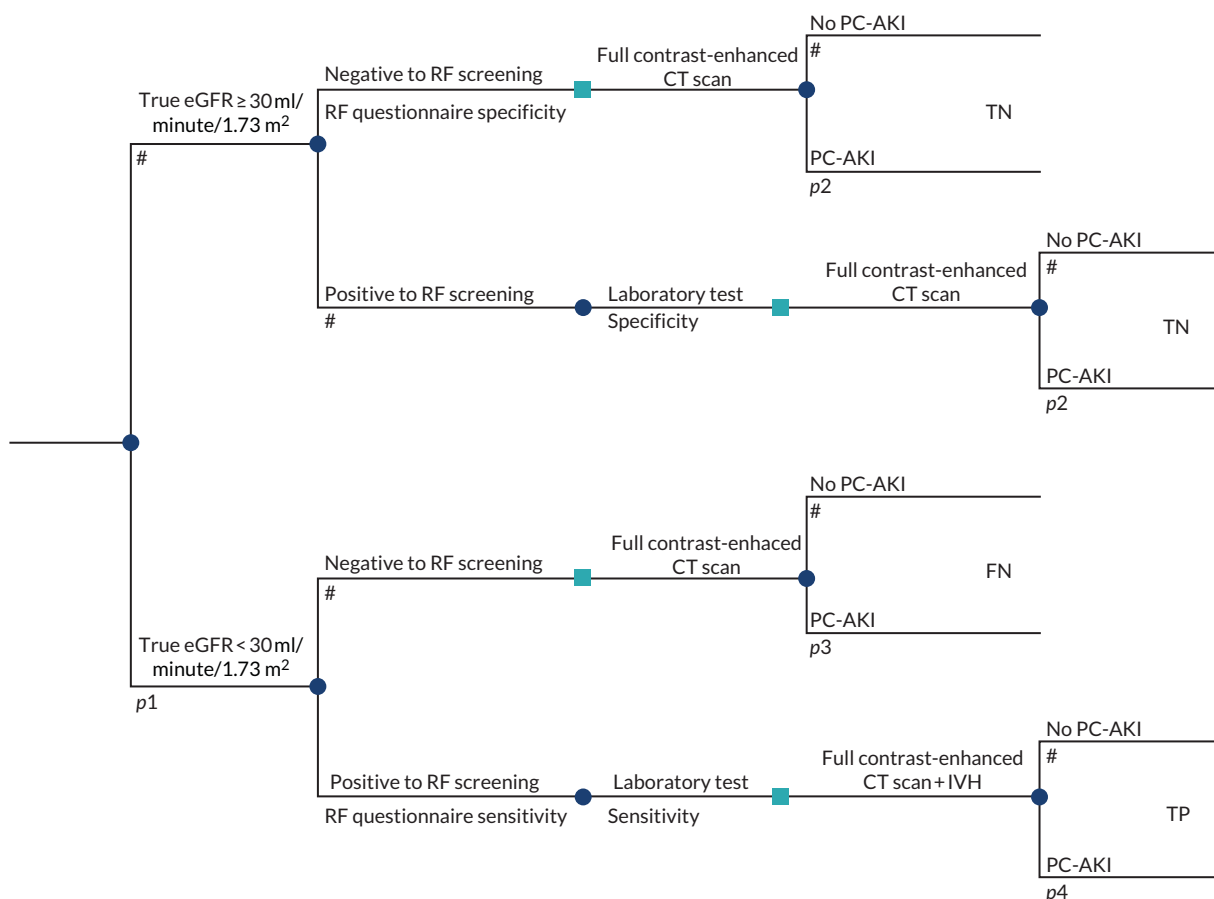 No PC-AKI
#
Full contrast-enhanced
CT scan
Negative to RF screening
RF questionnaire specificity
True eGFR ≥ 30 ml/
minute/1.73 m²
#
TN
PC-AKI
p2
No PC-AKI
#
Full contrast-enhanced
CT scan
Positive to RF screening
#
Laboratory test
Specificity
TN
PC-AKI
p2
No PC-AKI
#
Full contrast-enhaced
CT scan
Negative to RF screening
#
FN
PC-AKI
p3
True eGFR < 30 ml/
minute/1.73 m²
p1
No PC-AKI
#
Full contrast-enhanced
CT scan + IVH
Positive to RF screening
RF questionnaire sensitivity
Laboratory test
Sensitivity
TP
PC-AKI
p4